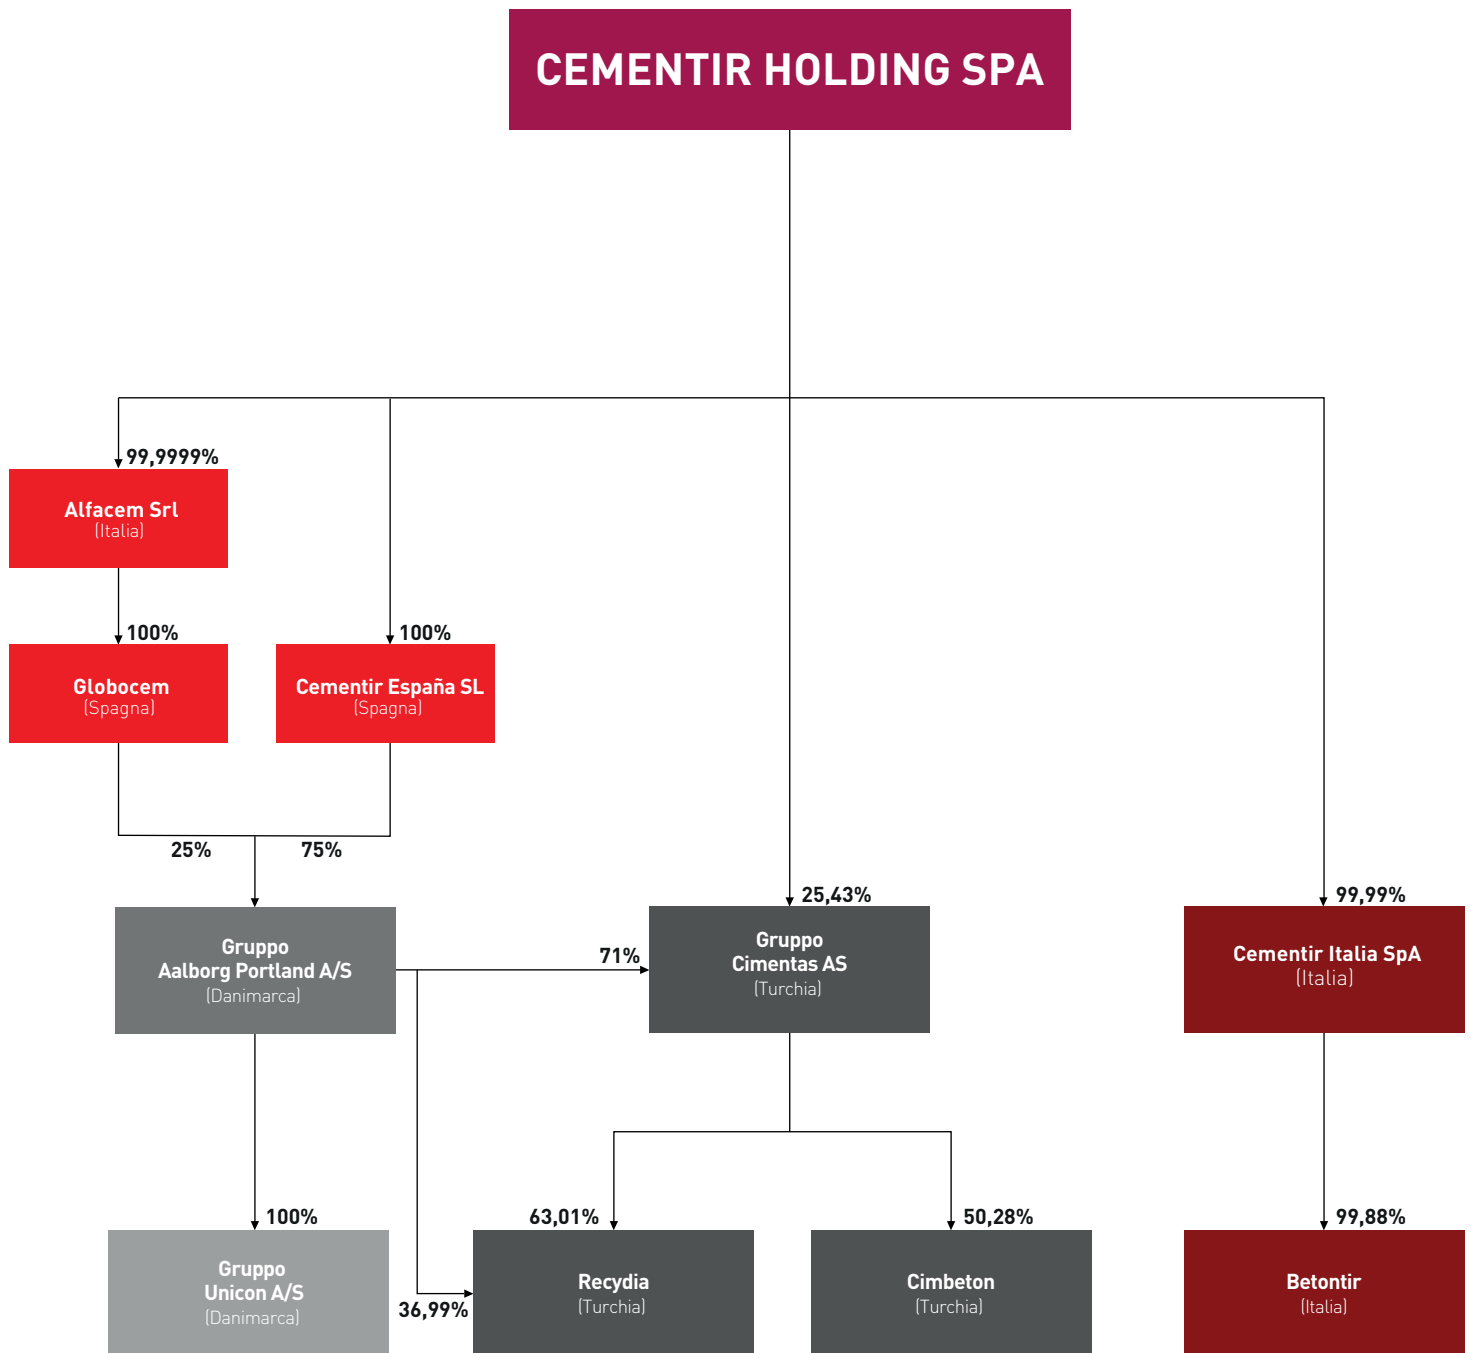 CEMENTIR HOLDING SPA
99,9999%
Alfacem Srl
(Italia)
100%
100%
Globocem
(Spagna)
Cementir España SL
(Spagna)
25%
75%
25,43%
99,99%
Gruppo
Aalborg Portland A/S
(Danimarca)
71%
Gruppo
Cimentas AS
(Turchia)
Cementir Italia SpA
(Italia)
100%
63,01%
50,28%
99,88%
Gruppo
Unicon A/S
(Danimarca)
36,99%
Recydia
(Turchia)
Cimbeton
(Turchia)
Betontir
(Italia)